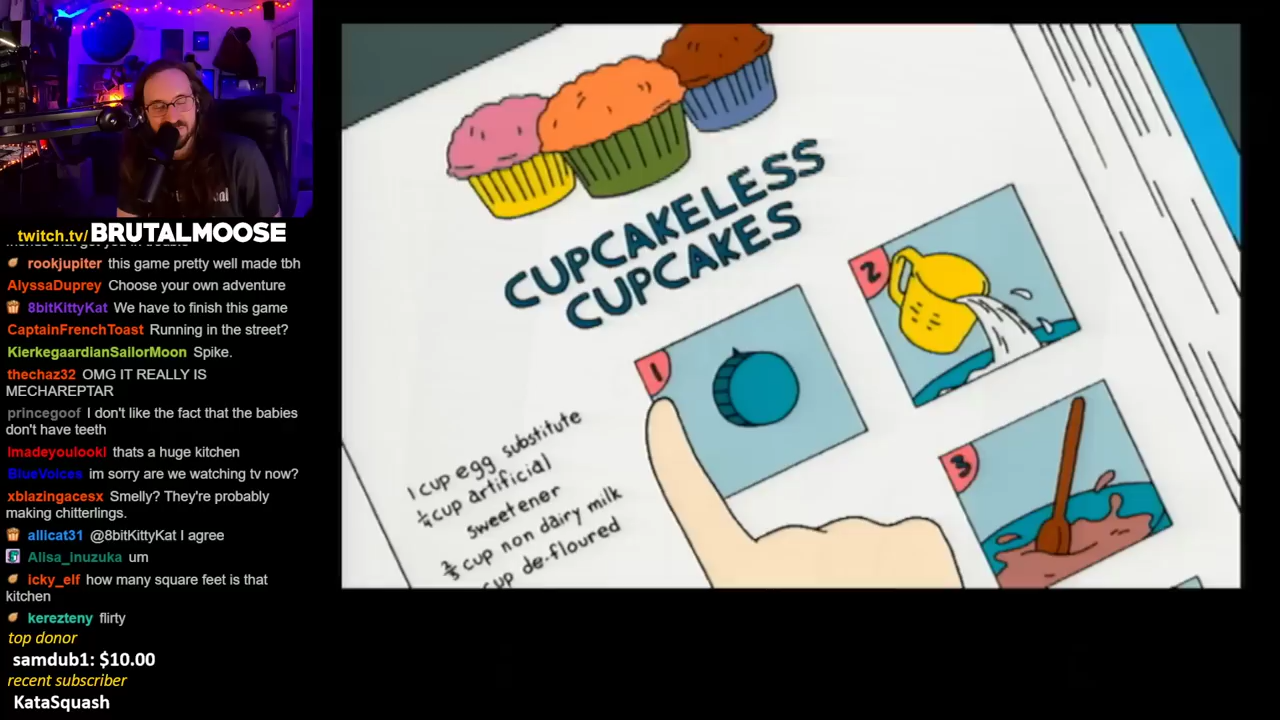 twitch.tv/BRUTALMOOSE
rookjupiter this game pretty well made tbh
AlyssaDuprey Choose your own adventure
8bitKittyKat We have to finish this game
CaptainFrenchToast Running in the street?
KierkegaardianSailorMoon Spike.
thechaz32 OMG IT REALLY IS
MECHAREPTAR
princegoof I don't like the fact that the babies
don't have teeth
Imadeyoulookl thats a huge kitchen
BlueVoices im sorry are we watching tv now?
xblazingacesx Smelly? They're probably
making chitterlings.
allicat31 @8bitKittyKat I agree
Alisa_inuzuka um
icky_elf how many square feet is that
kitchen
kerezteny flirty
top donor
samdub1: $10.00
recent subscriber
KataSquash
CUPCAKELESS
CUPCAKES
1
2
3
1 cup egg substitute
¼ cup artificial
sweetener
⅔ cup non dairy milk
cup de-floured